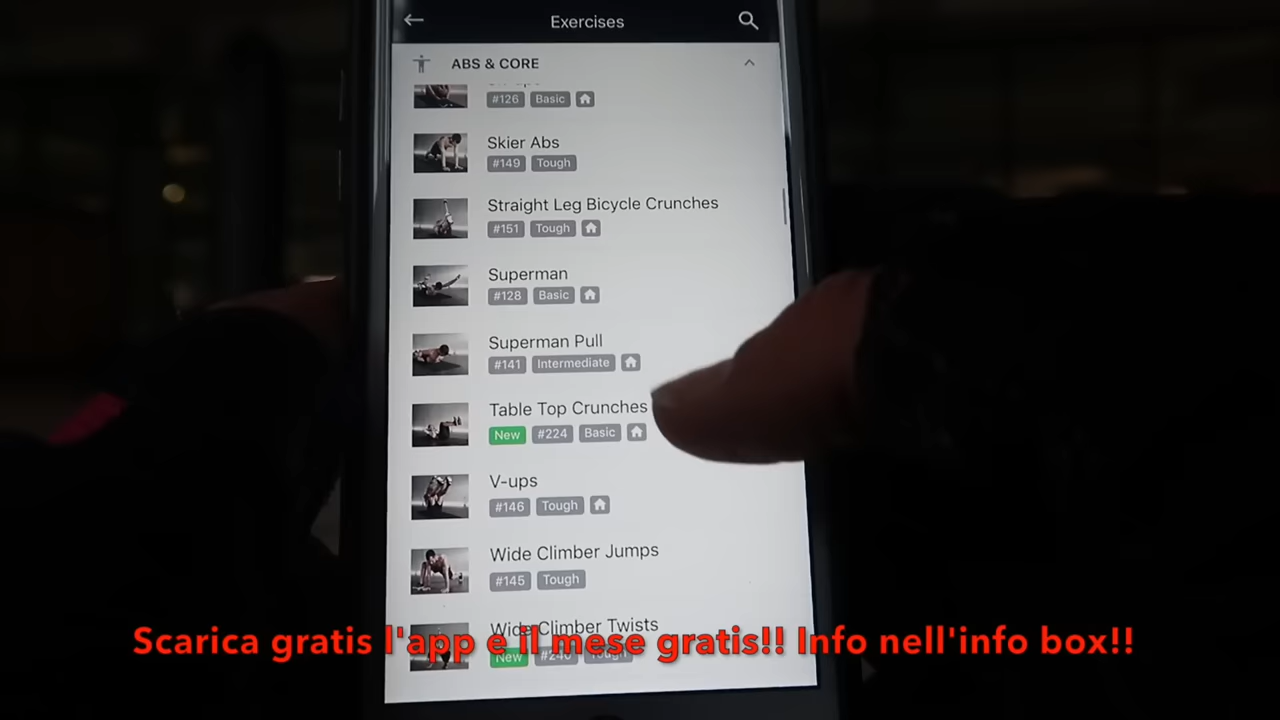 Exercises
ABS & CORE
#126 Basic
Skier Abs
#149 Tough
Straight Leg Bicycle Crunches
#151 Tough
Superman
#128 Basic
Superman Pull
#141 Intermediate
Table Top Crunches
New #224 Basic
V-ups
#146 Tough
Wide Climber Jumps
#145 Tough
Wide Climber Twists
Scarica gratis l'app e il mese gratis!! Info nell'info box!!
New Tough